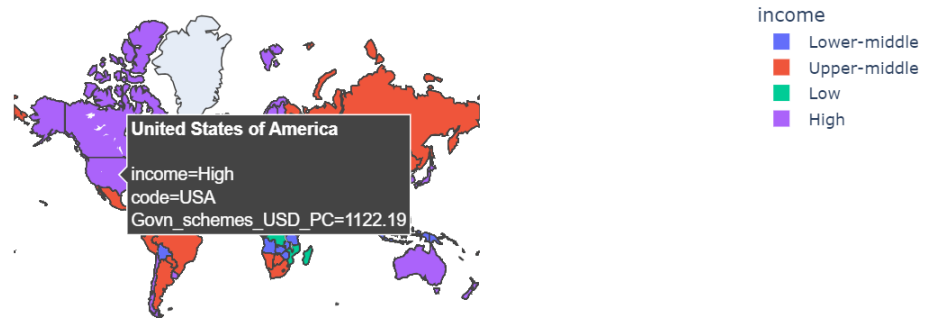 income
Lower-middle
Upper-middle
Low
High
United States of America
income=High
code=USA
Govn_schemes_USD_PC=1122.19